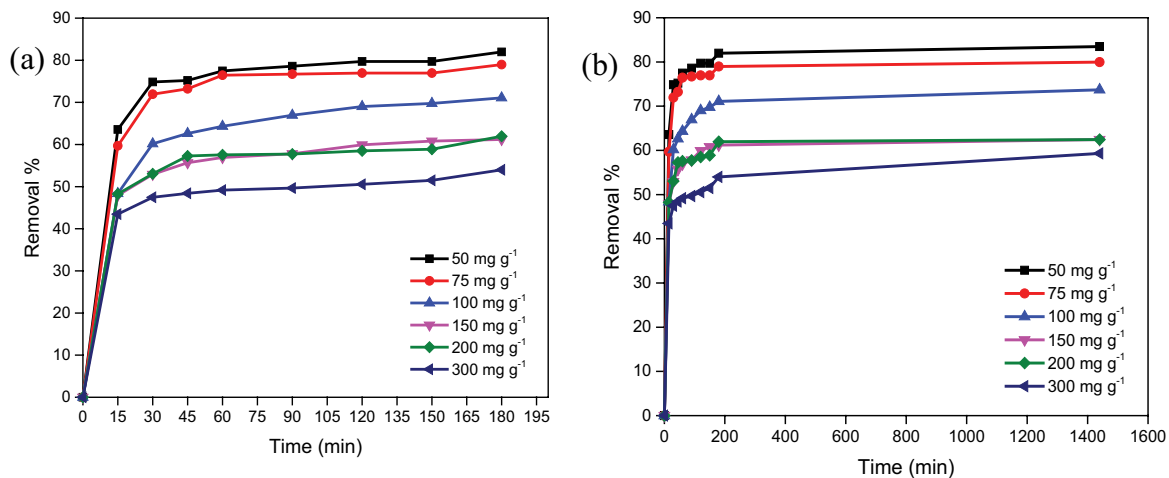 (a)
Removal %
90
80
70
60
50
40
30
20
10
0
50 mg g⁻¹
75 mg g⁻¹
100 mg g⁻¹
150 mg g⁻¹
200 mg g⁻¹
300 mg g⁻¹
0 15 30 45 60 75 90 105 120 135 150 165 180 195
Time (min)
(b)
Removal %
90
80
70
60
50
40
30
20
10
0
50 mg g⁻¹
75 mg g⁻¹
100 mg g⁻¹
150 mg g⁻¹
200 mg g⁻¹
300 mg g⁻¹
0 200 400 600 800 1000 1200 1400 1600
Time (min)